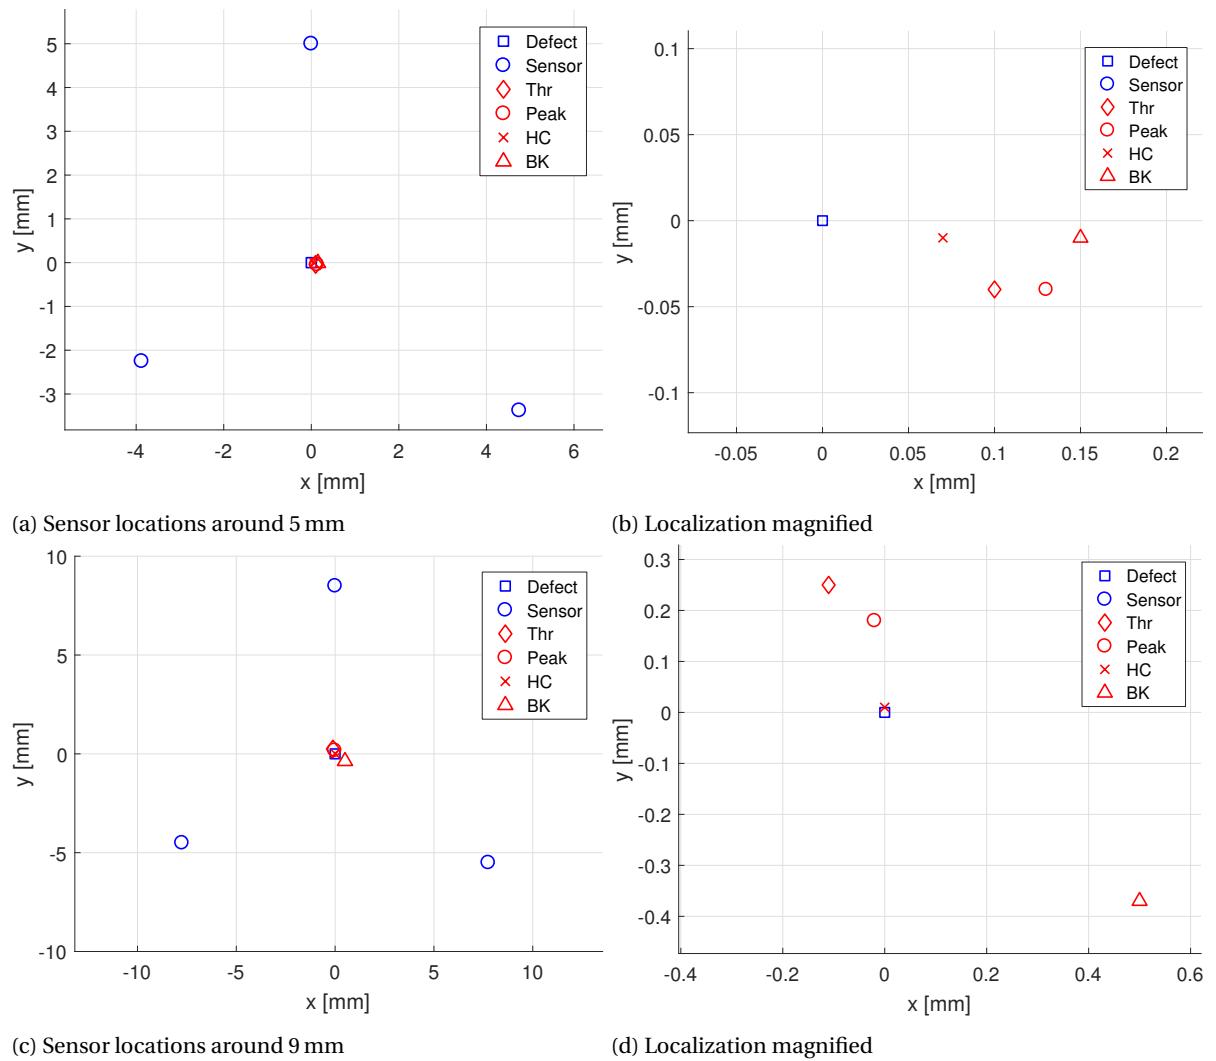 5
4
3
2
1
0
-1
-2
-3
y [mm]
-4
-2
0
2
4
6
x [mm]
Defect
Sensor
Thr
Peak
HC
BK
(a) Sensor locations around 5 mm
0.1
0.05
0
-0.05
-0.1
y [mm]
-0.05
0
0.05
0.1
0.15
0.2
x [mm]
Defect
Sensor
Thr
Peak
HC
BK
(b) Localization magnified
10
5
0
-5
-10
y [mm]
-10
-5
0
5
10
x [mm]
Defect
Sensor
Thr
Peak
HC
BK
(c) Sensor locations around 9 mm
0.3
0.2
0.1
0
-0.1
-0.2
-0.3
-0.4
y [mm]
-0.4
-0.2
0
0.2
0.4
0.6
x [mm]
Defect
Sensor
Thr
Peak
HC
BK
(d) Localization magnified